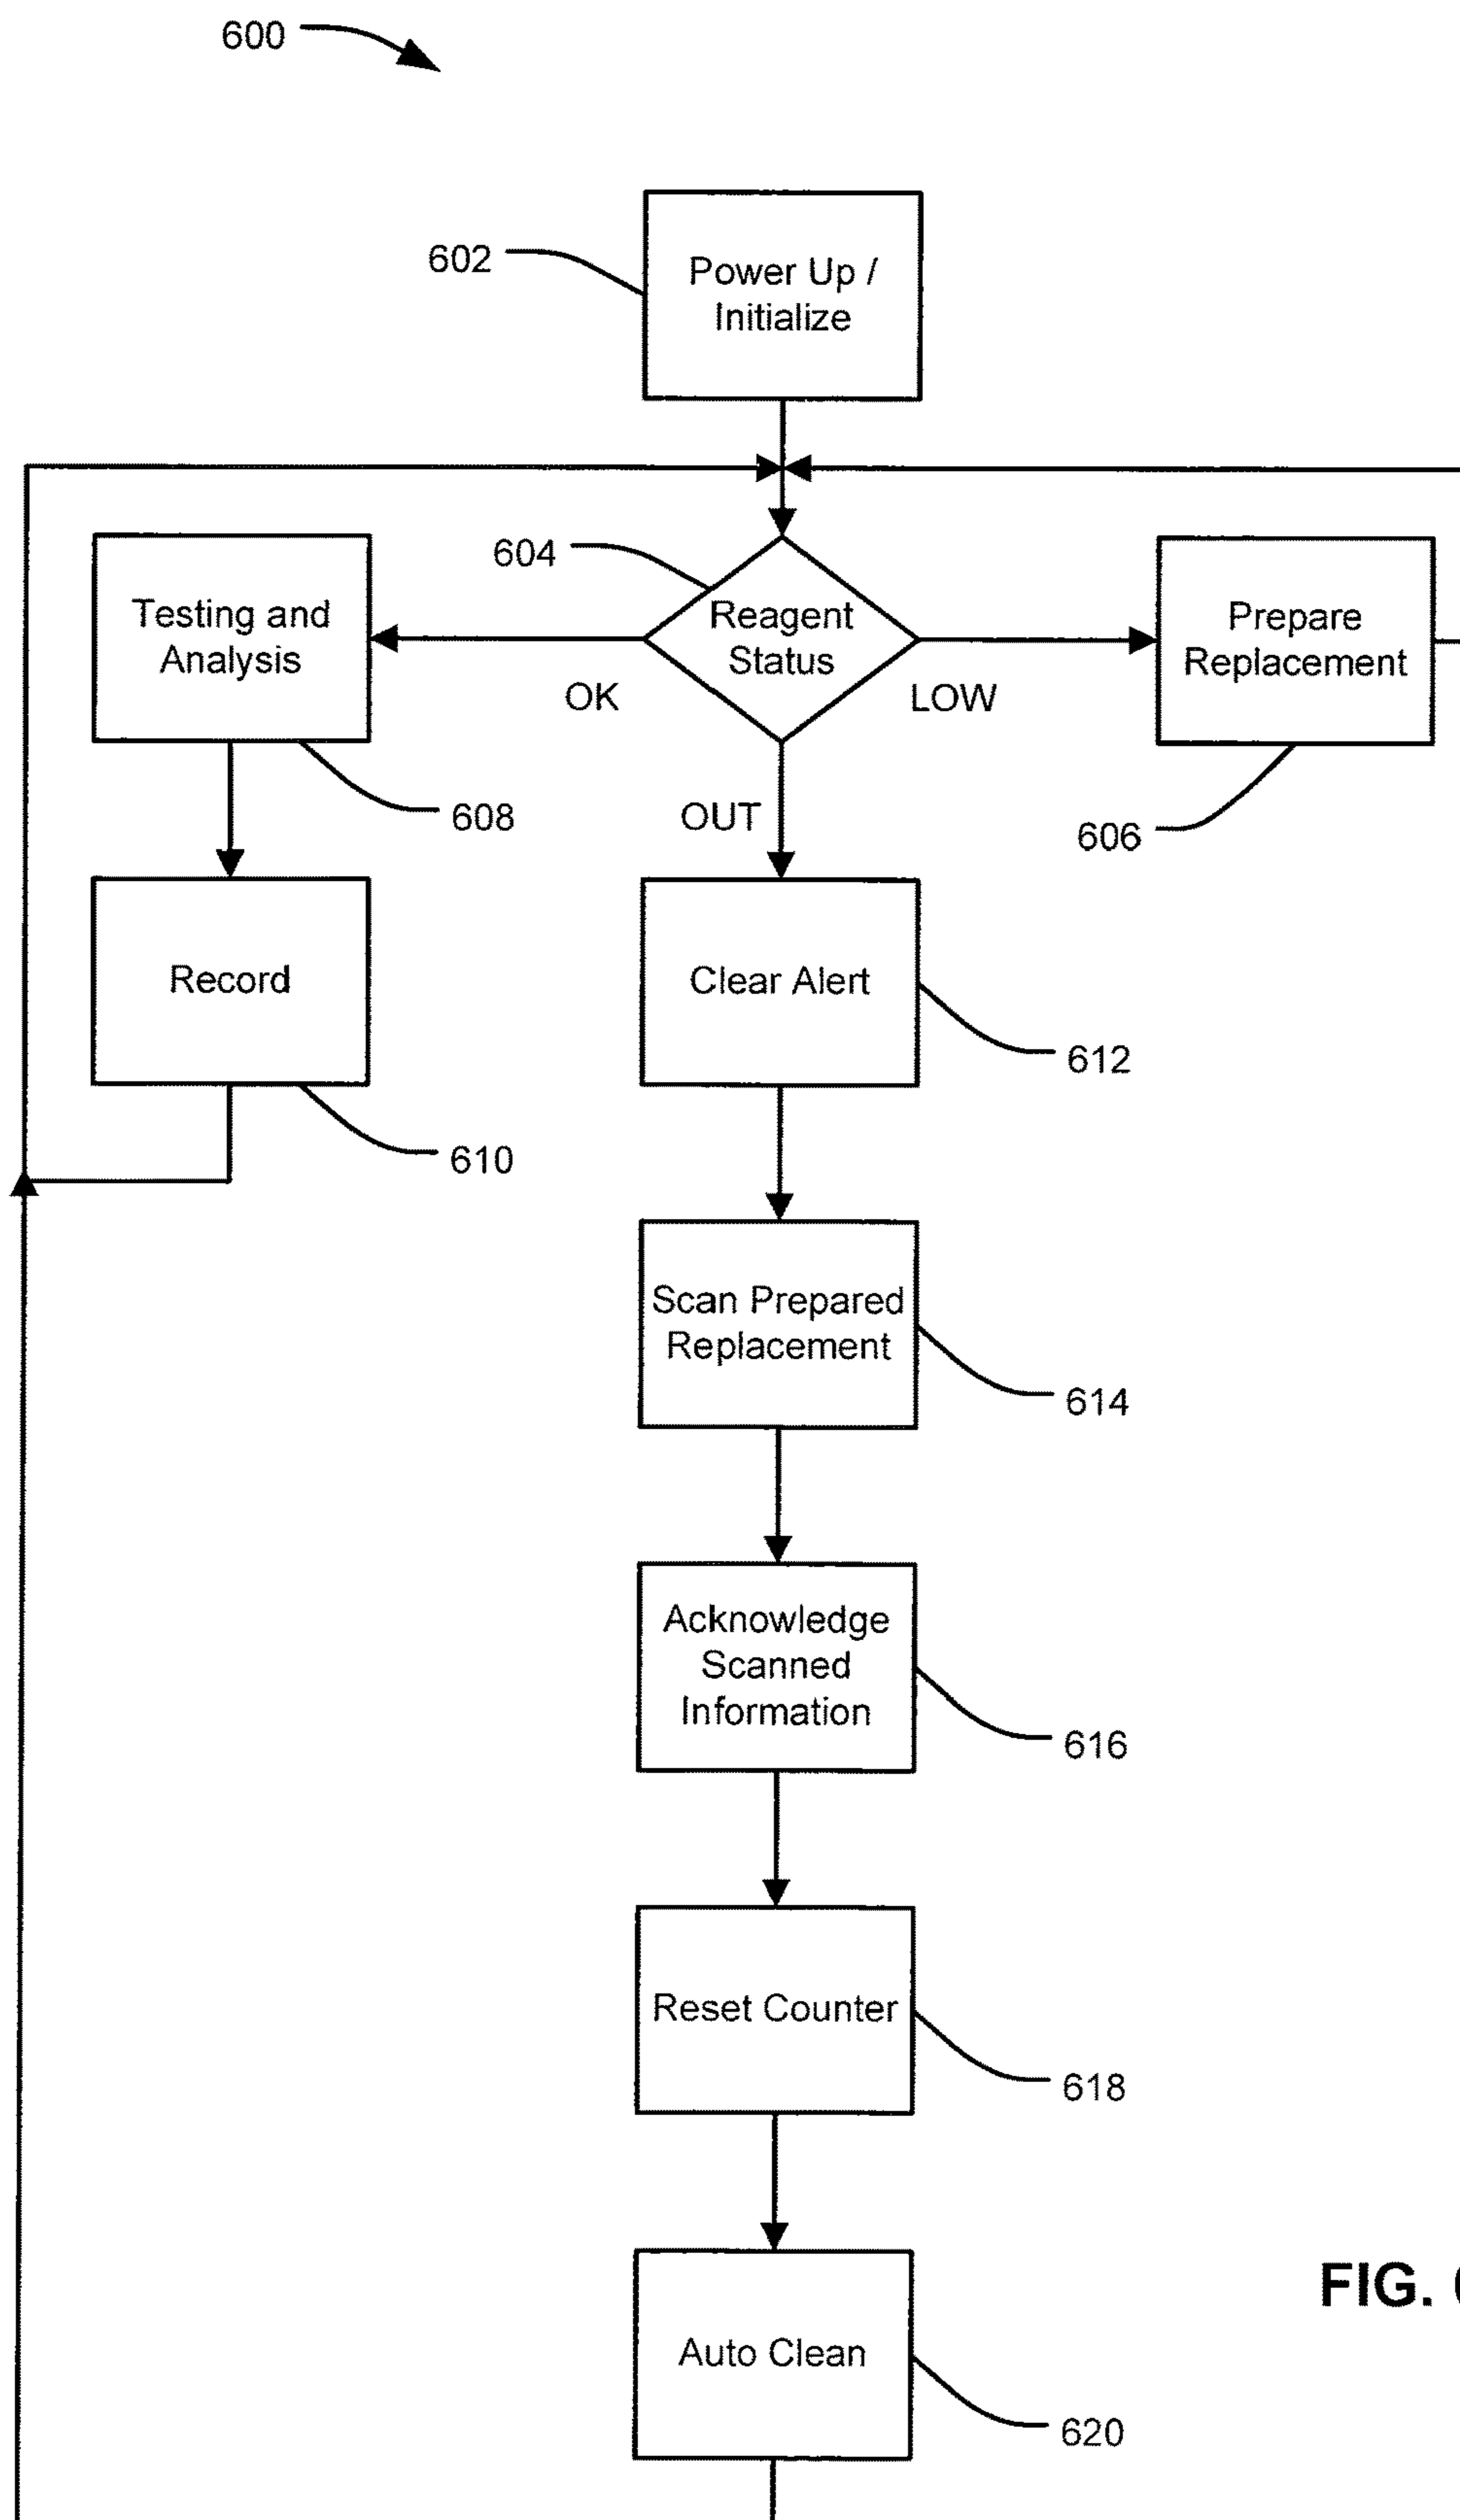 600
602
Power Up /
Initialize
604
Reagent
Status
Testing and
Analysis
Prepare
Replacement
OK
LOW
OUT
608
606
Record
Clear Alert
612
610
Scan Prepared
Replacement
614
Acknowledge
Scanned
Information
616
Reset Counter
618
FIG.
Auto Clean
620